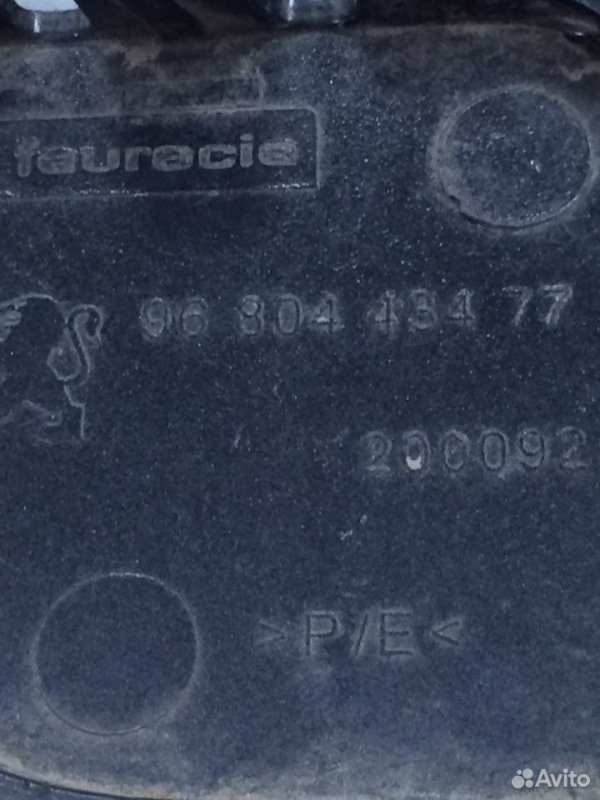 faurecia
96 804 434 77
200092
>P/E<
Avito